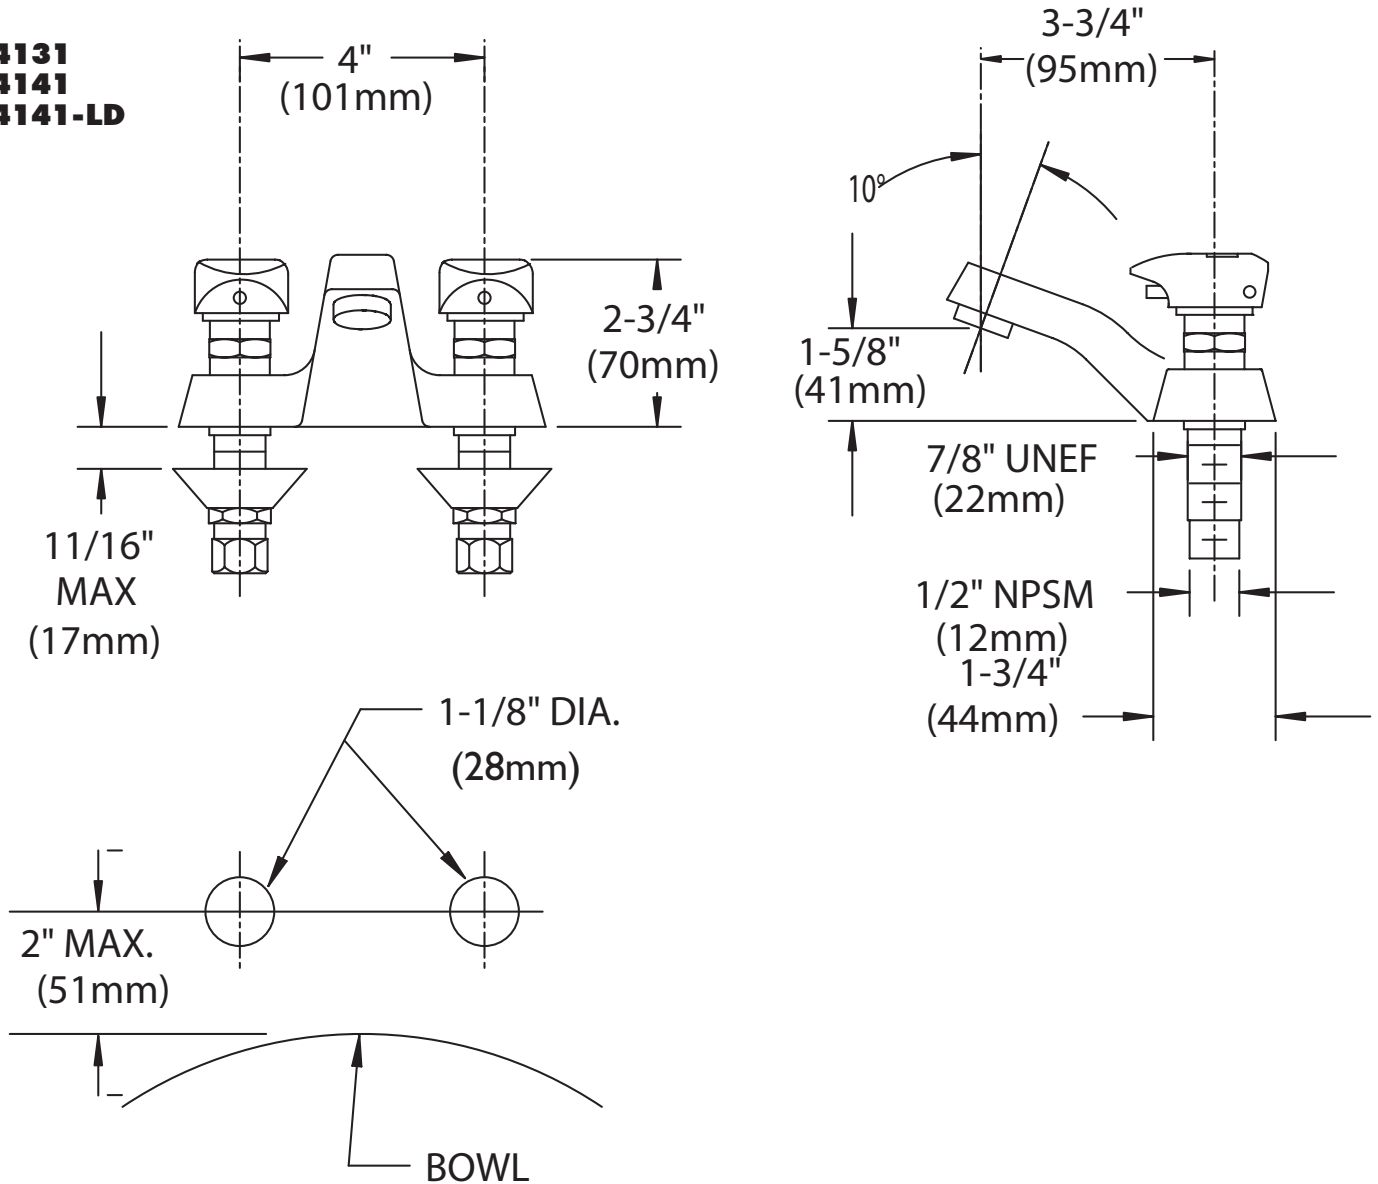 4131
4141
4141-LD
4"
(101mm)
3-3/4"
(95mm)
10º
2-3/4"
(70mm)
1-5/8"
(41mm)
7/8" UNEF
(22mm)
11/16"
MAX
(17mm)
1/2" NPSM
(12mm)
1-3/4"
(44mm)
1-1/8" DIA.
(28mm)
2" MAX.
(51mm)
BOWL